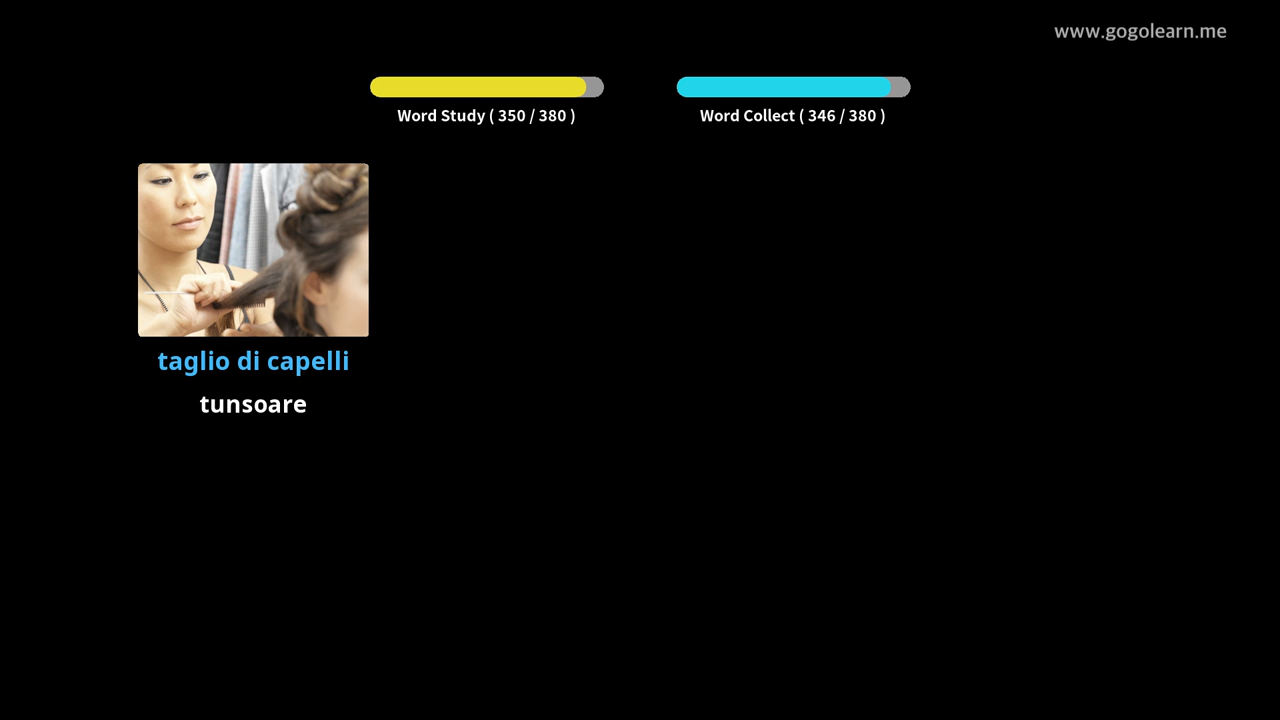 www.gogolearn.me
Word Study ( 350 / 380 )
Word Collect ( 346 / 380 )
taglio di capelli
tunsoare